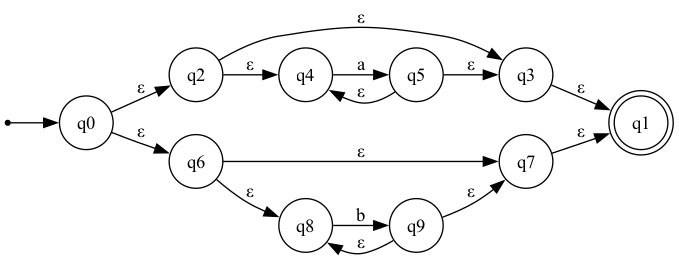 ε
q2 ε q4 a q5 ε q3
ε ε ε
q0 q1
ε ε
q6 ε q7
ε ε
q8 b q9
ε